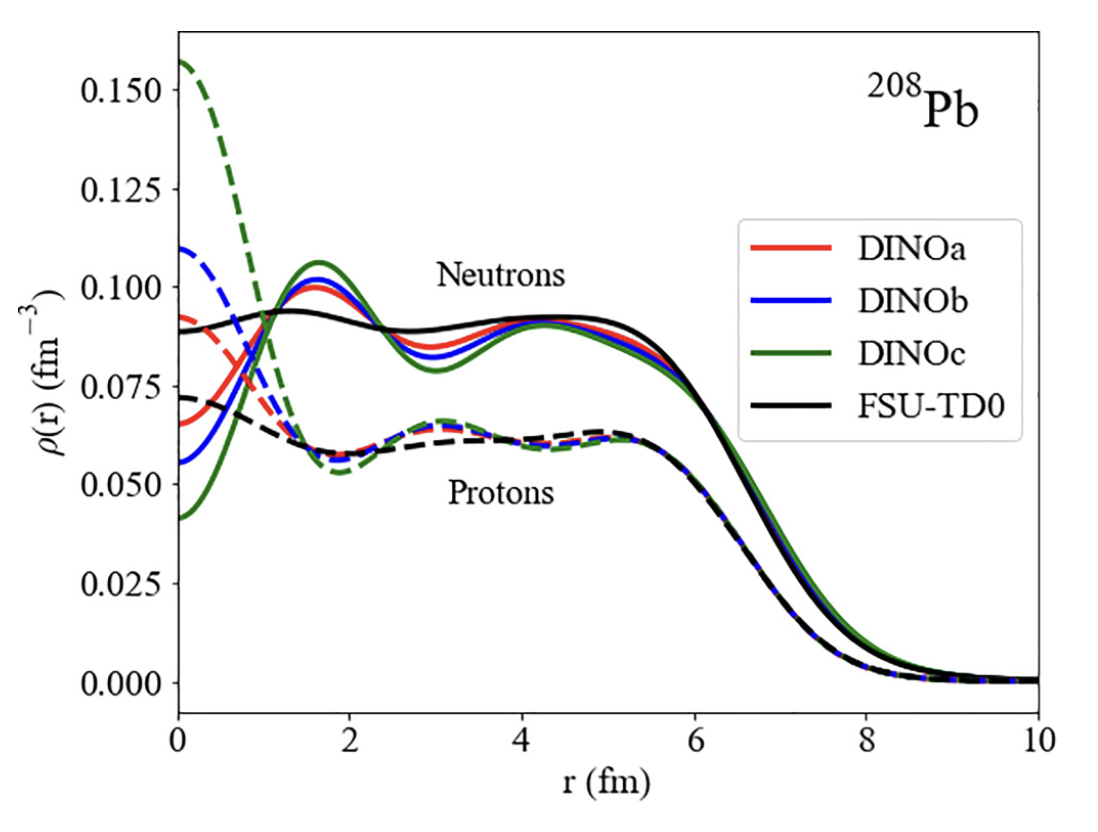 ²⁰⁸Pb
0.150
0.125
0.100
0.075
0.050
0.025
0.000
ρ(r) (fm⁻³)
Neutrons
Protons
DINOa
DINOb
DINOc
FSU-TD0
0 2 4 6 8 10
r (fm)